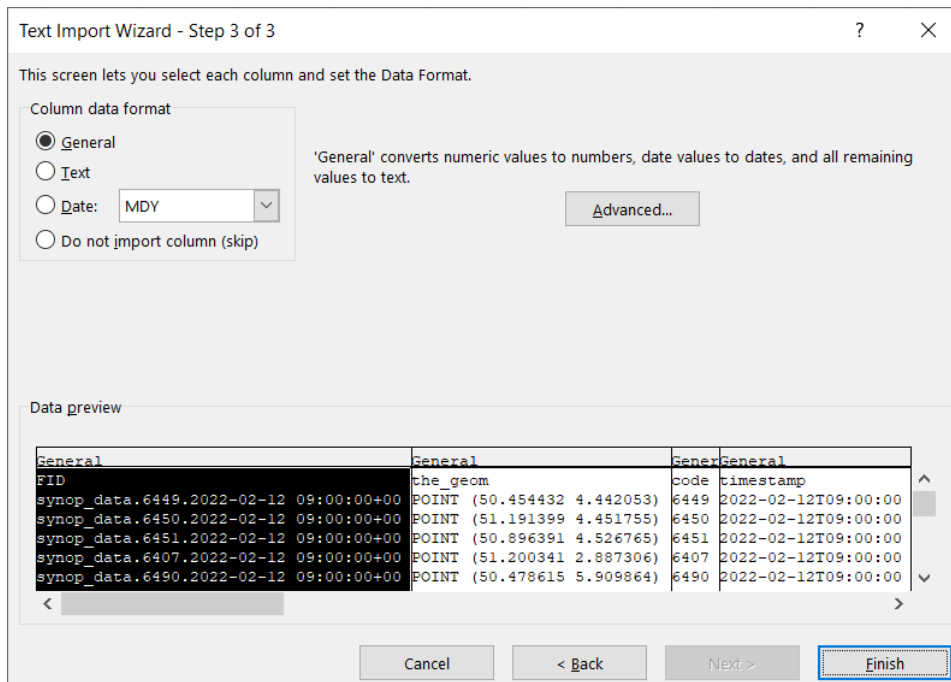 Text Import Wizard - Step 3 of 3
?
This screen lets you select each column and set the Data Format.
Column data format
General
Text
Date: MDY
Do not import column (skip)
'General' converts numeric values to numbers, date values to dates, and all remaining
values to text.
Advanced...
Data preview
General General Gener General
FID the_geom code timestamp
synop_data.6449.2022-02-12 09:00:00+00 POINT (50.454432 4.442053) 6449 2022-02-12T09:00:00
synop_data.6450.2022-02-12 09:00:00+00 POINT (51.191399 4.451755) 6450 2022-02-12T09:00:00
synop_data.6451.2022-02-12 09:00:00+00 POINT (50.896391 4.526765) 6451 2022-02-12T09:00:00
synop_data.6407.2022-02-12 09:00:00+00 POINT (51.200341 2.887306) 6407 2022-02-12T09:00:00
synop_data.6490.2022-02-12 09:00:00+00 POINT (50.478615 5.909864) 6490 2022-02-12T09:00:00
Cancel < Back Next > Finish